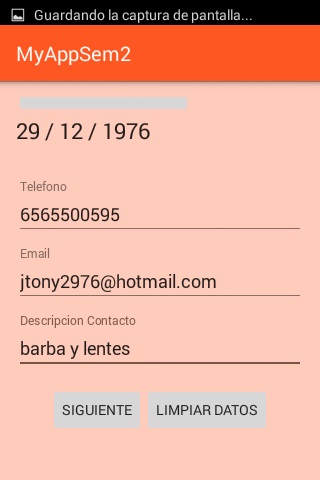 Guardando la captura de pantalla...
MyAppSem2
29 / 12 / 1976
Telefono
6565500595
Email
jtony2976@hotmail.com
Descripcion Contacto
barba y lentes
SIGUIENTE LIMPIAR DATOS